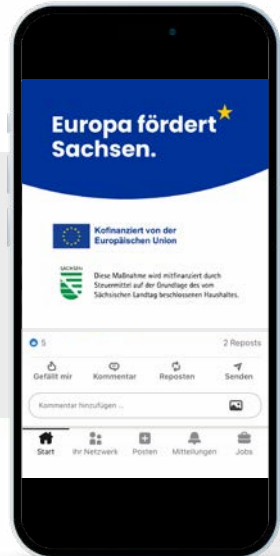 Europa fördert
Sachsen.
Kofinanziert von der
Europäischen Union
SACHSEN
Diese Maßnahme wird mitfinanziert durch
Steuermittel auf der Grundlage des vom
Sächsischen Landtag beschlossenen Haushaltes.
5
2 Reposts
Gefällt mir
Kommentar
Reposten
Senden
Kommentar hinzufügen ...
Start
Ihr Netzwerk
Posten
Mitteilungen
Jobs